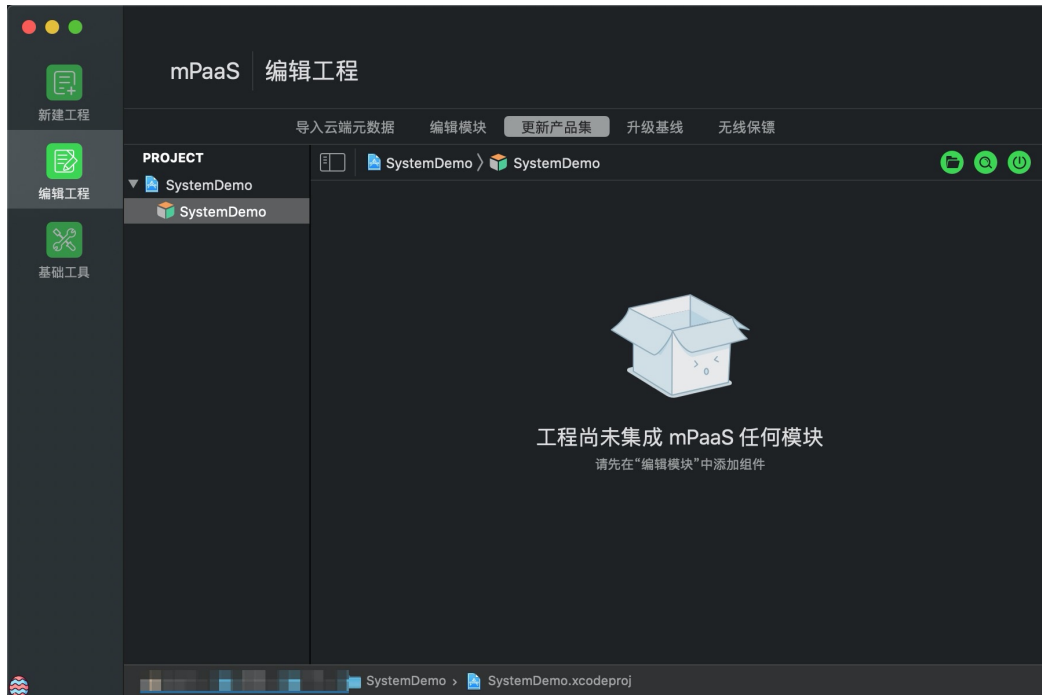 mPaaS 编辑工程
新建工程
编辑工程
基础工具
导入云端元数据 编辑模块 更新产品集 升级基线 无线保镖
PROJECT
SystemDemo
SystemDemo
SystemDemo 〉 SystemDemo
工程尚未集成 mPaaS 任何模块
请先在“编辑模块”中添加组件
SystemDemo › SystemDemo.xcodeproj